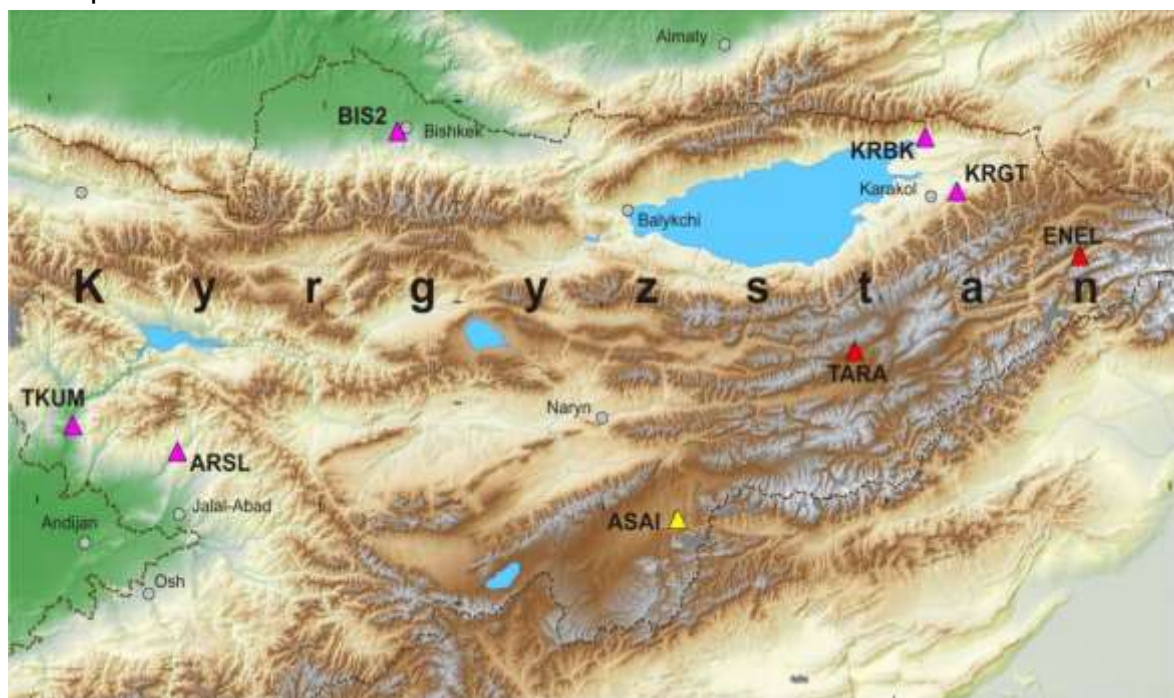 Almaty
BIS2
Bishkek
KRBK
KRGT
Karakol
Balykchi
ENEL
K y r g y z s t a n
TARA
TKUM
Naryn
ARSL
Jalal-Abad
ASAI
Andijan
Osh